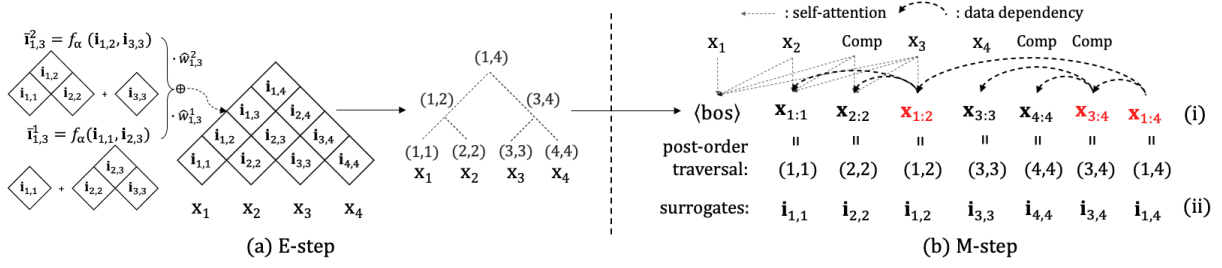 ī²₁,₃ = fα (i₁,₂, i₃,₃)
i₁,₂
i₁,₁ i₂,₂ + i₃,₃
ī¹₁,₃ = fα(i₁,₁, i₂,₃)
i₁,₁ + i₂,₃
i₂,₂ i₃,₃
· ŵ²₁,₃
⊕
· ŵ¹₁,₃
i₁,₄
i₁,₃ i₂,₄
i₁,₂ i₂,₃ i₃,₄
i₁,₁ i₂,₂ i₃,₃ i₄,₄
x₁ x₂ x₃ x₄
(1,4)
(1,2) (3,4)
(1,1) (2,2) (3,3) (4,4)
x₁ x₂ x₃ x₄
(a) E-step
: self-attention : data dependency
x₁ x₂ Comp x₃ x₄ Comp Comp
⟨bos⟩ x₁:₁ x₂:₂ x₁:₂ x₃:₃ x₄:₄ x₃:₄ x₁:₄ (i)
post-order = = = = = = =
traversal: (1,1) (2,2) (1,2) (3,3) (4,4) (3,4) (1,4)
surrogates: i₁,₁ i₂,₂ i₁,₂ i₃,₃ i₄,₄ i₃,₄ i₁,₄ (ii)
(b) M-step